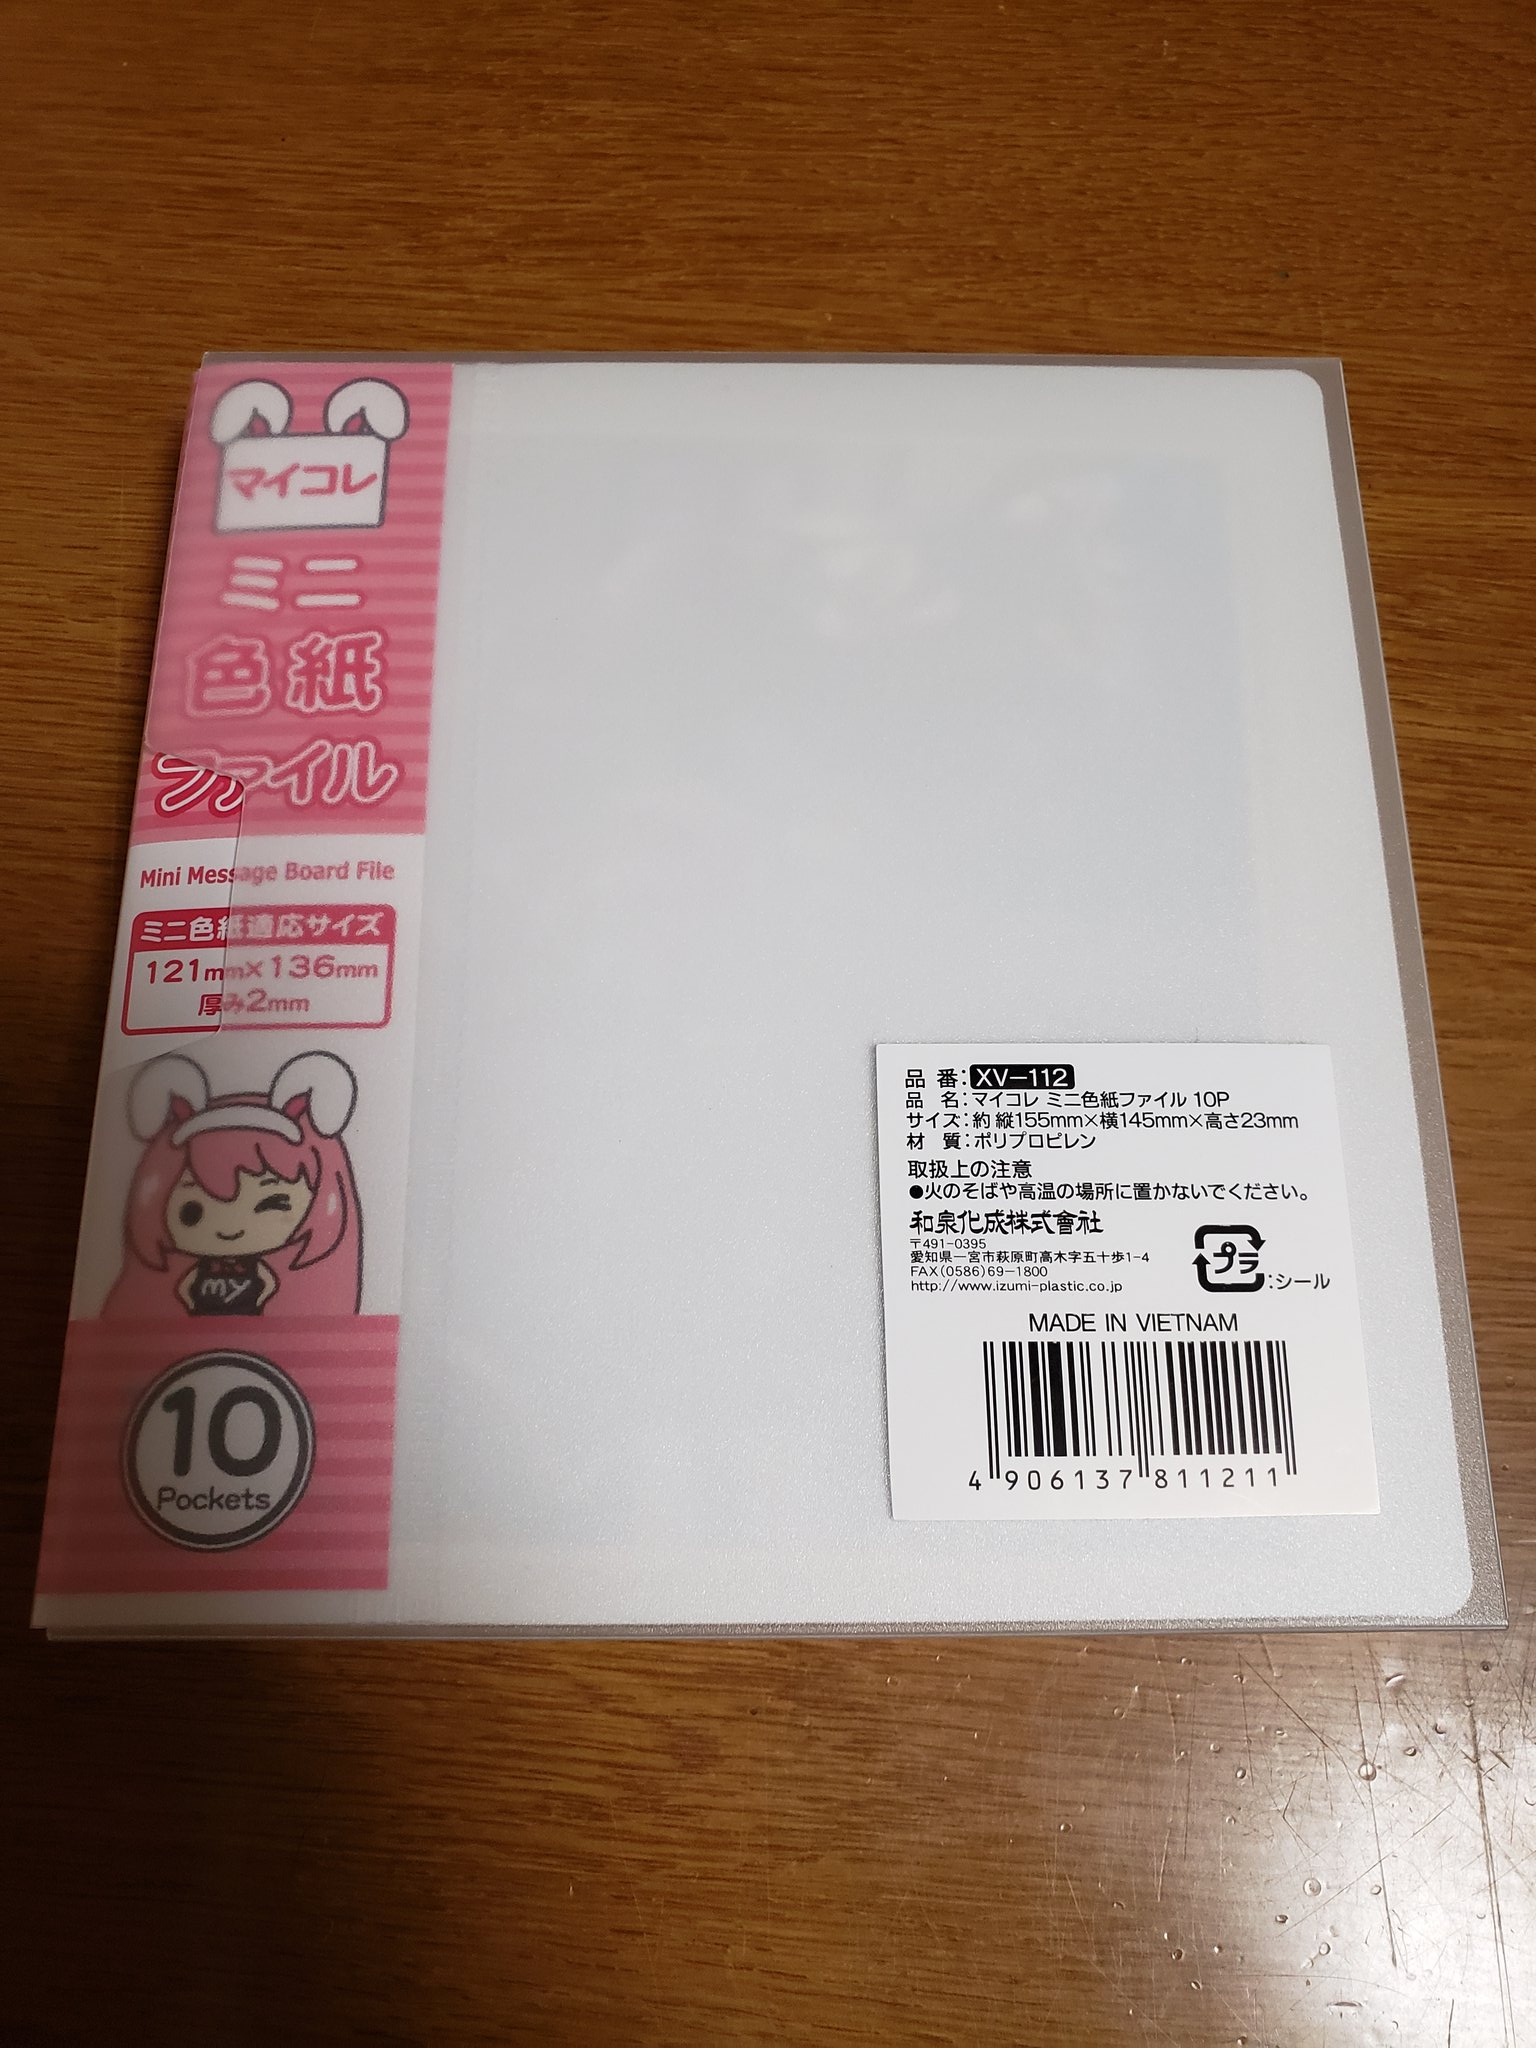 マイコレ
ミニ
色紙
ファイル
Mini Message Board File
ミニ色紙適応サイズ
121mm×136mm
厚み2mm
my
10
Pockets
品 番：XV-112
品 名：マイコレ ミニ色紙ファイル 10P
サイズ：約 縦155mm×横145mm×高さ23mm
材 質：ポリプロピレン
取扱上の注意
●火のそばや高温の場所に置かないでください。
和泉化成株式會社
〒491-0395
愛知県一宮市萩原町高木字五十歩1-4
FAX(0586)69-1800
http://www.izumi-plastic.co.jp
プラ：シール
MADE IN VIETNAM
4 906137 811211